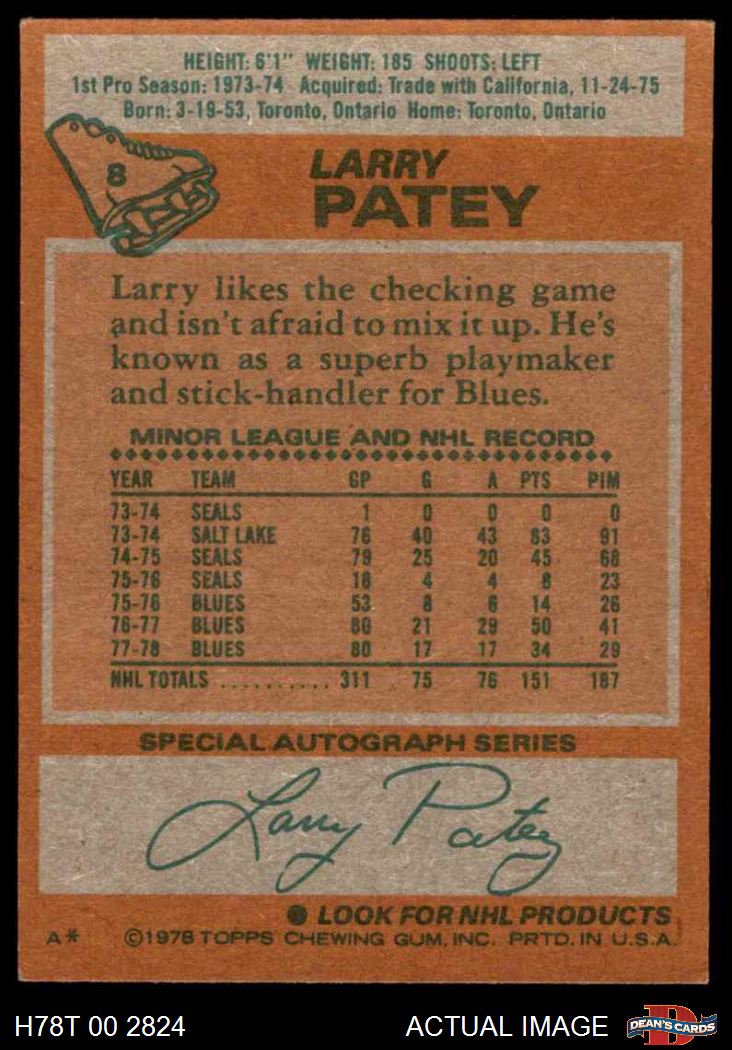 HEIGHT: 6'1" WEIGHT: 185 SHOOTS: LEFT
1st Pro Season: 1973-74 Acquired: Trade with California, 11-24-75
Born: 3-19-53, Toronto, Ontario Home: Toronto, Ontario
8
LARRY
PATEY
Larry likes the checking game
and isn't afraid to mix it up. He's
known as a superb playmaker
and stick-handler for Blues.
MINOR LEAGUE AND NHL RECORD
YEAR TEAM GP G A PTS PIM
73-74 SEALS 1 0 0 0 0
73-74 SALT LAKE 76 40 43 83 91
74-75 SEALS 79 25 20 45 68
75-76 SEALS 18 4 4 8 23
75-76 BLUES 53 8 6 14 26
76-77 BLUES 80 21 29 50 41
77-78 BLUES 80 17 17 34 29
NHL TOTALS .......... 311 75 76 151 187
SPECIAL AUTOGRAPH SERIES
Larry Patey
● LOOK FOR NHL PRODUCTS
A* ©1978 TOPPS CHEWING GUM, INC. PRTD. IN U.S.A.
H78T 00 2824 ACTUAL IMAGE DEAN'S CARDS